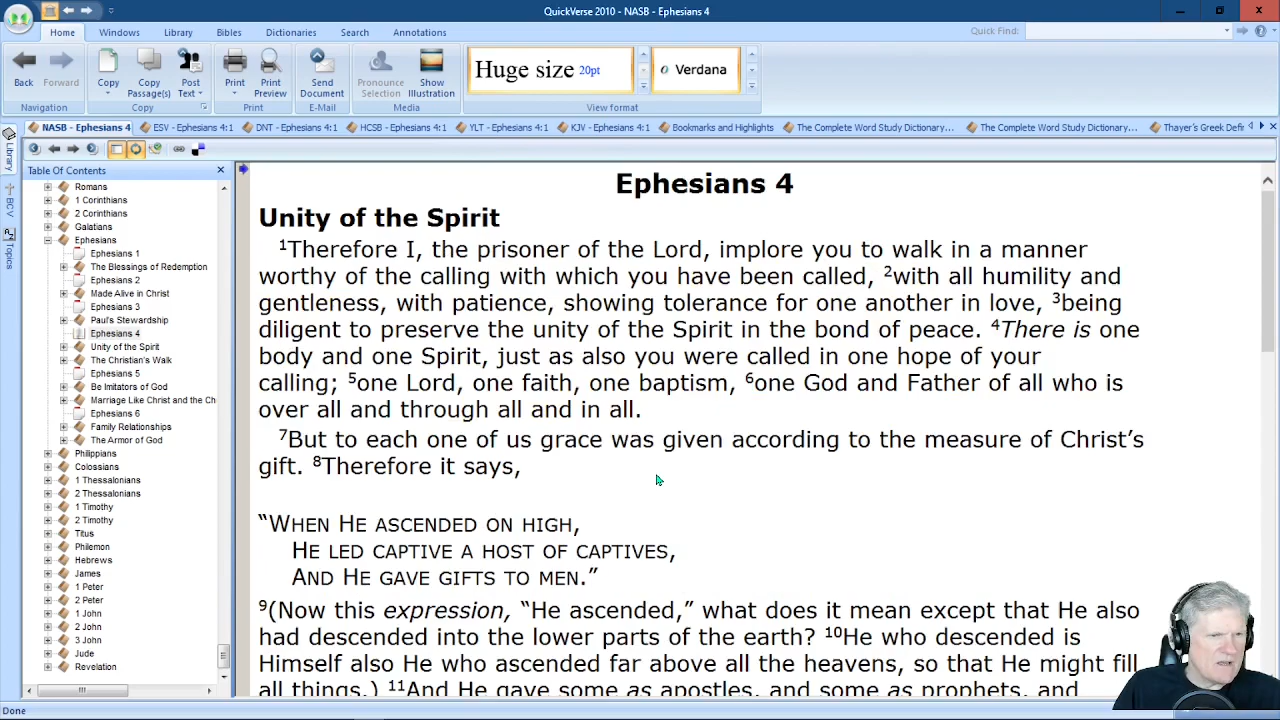 QuickVerse 2010 - NASB - Ephesians 4
Home Windows Library Bibles Dictionaries Search Annotations Quick Find:
Back Forward Copy Copy Passage(s) Post Text Print Print Preview Send Document Pronounce Selection Show Illustration Huge size 20pt Verdana
Navigation Copy Print E-Mail Media View format
NASB - Ephesians 4 ESV - Ephesians 4:1 DNT - Ephesians 4:1 HCSB - Ephesians 4:1 YLT - Ephesians 4:1 KJV - Ephesians 4:1 Bookmarks and Highlights The Complete Word Study Dictionary... The Complete Word Study Dictionary... Thayer's Greek Defir
Library
BCV
Topics
Table Of Contents
Romans
1 Corinthians
2 Corinthians
Galatians
Ephesians
Ephesians 1
The Blessings of Redemption
Ephesians 2
Made Alive in Christ
Ephesians 3
Paul's Stewardship
Ephesians 4
Unity of the Spirit
The Christian's Walk
Ephesians 5
Be Imitators of God
Marriage Like Christ and the Ch
Ephesians 6
Family Relationships
The Armor of God
Philippians
Colossians
1 Thessalonians
2 Thessalonians
1 Timothy
2 Timothy
Titus
Philemon
Hebrews
James
1 Peter
2 Peter
1 John
2 John
3 John
Jude
Revelation
Ephesians 4
Unity of the Spirit
1Therefore I, the prisoner of the Lord, implore you to walk in a manner
worthy of the calling with which you have been called, 2with all humility and
gentleness, with patience, showing tolerance for one another in love, 3being
diligent to preserve the unity of the Spirit in the bond of peace. 4There is one
body and one Spirit, just as also you were called in one hope of your
calling; 5one Lord, one faith, one baptism, 6one God and Father of all who is
over all and through all and in all.
7But to each one of us grace was given according to the measure of Christ’s
gift. 8Therefore it says,
“WHEN HE ASCENDED ON HIGH,
HE LED CAPTIVE A HOST OF CAPTIVES,
AND HE GAVE GIFTS TO MEN.”
9(Now this expression, “He ascended,” what does it mean except that He also
had descended into the lower parts of the earth? 10He who descended is
Himself also He who ascended far above all the heavens, so that He might fill
all things.) 11And He gave some as apostles, and some as prophets, and
Done